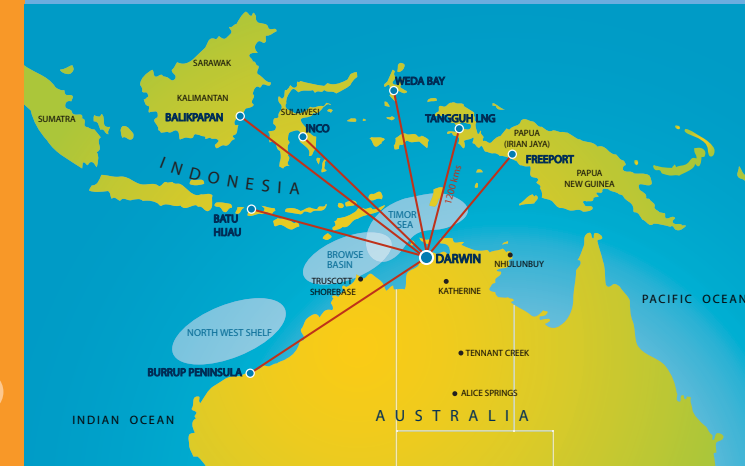 SARAWAK
WEDA BAY
KALIMANTAN
SUMATRA
BALIKPAPAN
SULAWESI
INCO
TANGGUH LNG
PAPUA
(IRIAN JAYA)
FREEPORT
PAPUA
NEW GUINEA
INDONESIA
1200 kms
BATU
HIJAU
TIMOR
SEA
BROWSE
BASIN
DARWIN
NHULUNBUY
TRUSCOTT
SHOREBASE
KATHERINE
PACIFIC OCEAN
NORTH WEST SHELF
TENNANT CREEK
BURRUP PENINSULA
ALICE SPRINGS
INDIAN OCEAN
AUSTRALIA